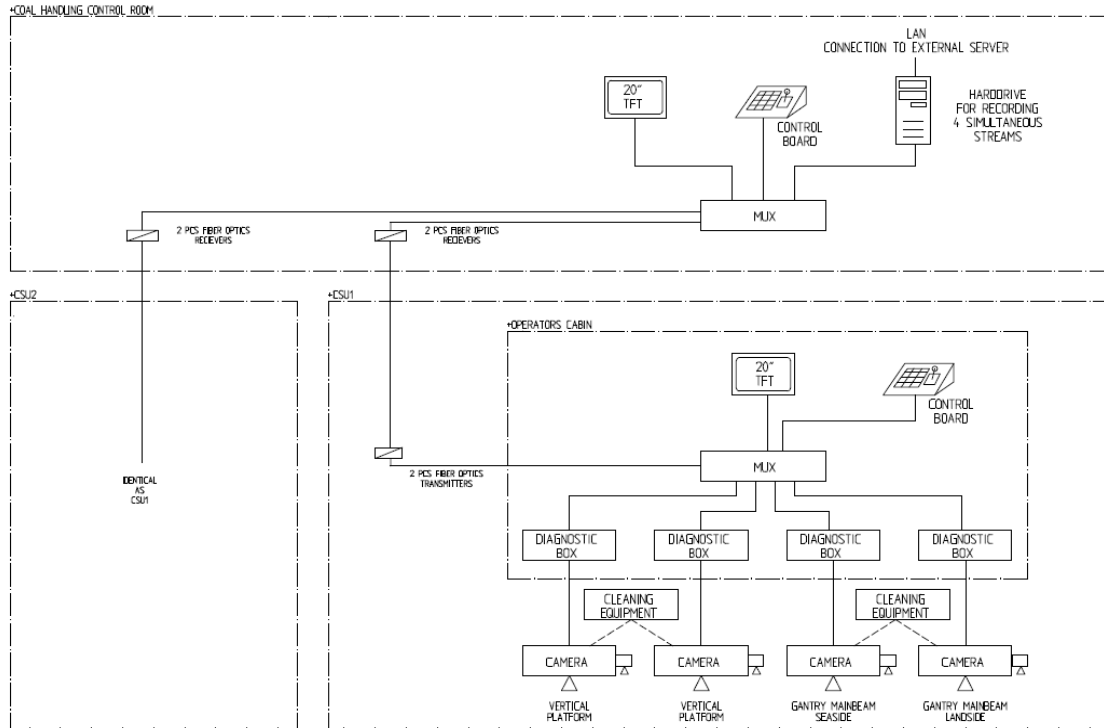 +COAL HANDLING CONTROL ROOM
LAN
CONNECTION TO EXTERNAL SERVER
20"
TFT
CONTROL
BOARD
HARDDRIVE
FOR RECORDING
4 SIMULTANEOUS
STREAMS
MUX
2 PCS FIBER OPTICS
RECIEVERS
2 PCS FIBER OPTICS
RECIEVERS
+CSU2
+CSU1
+OPERATORS CABIN
20"
TFT
CONTROL
BOARD
MUX
2 PCS FIBER OPTICS
TRANSMITTERS
IDENTICAL
AS
CSU1
DIAGNOSTIC
BOX
DIAGNOSTIC
BOX
DIAGNOSTIC
BOX
DIAGNOSTIC
BOX
CLEANING
EQUIPMENT
CLEANING
EQUIPMENT
CAMERA
CAMERA
CAMERA
CAMERA
VERTICAL
PLATFORM
VERTICAL
PLATFORM
GANTRY MAINBEAM
SEASIDE
GANTRY MAINBEAM
LANDSIDE